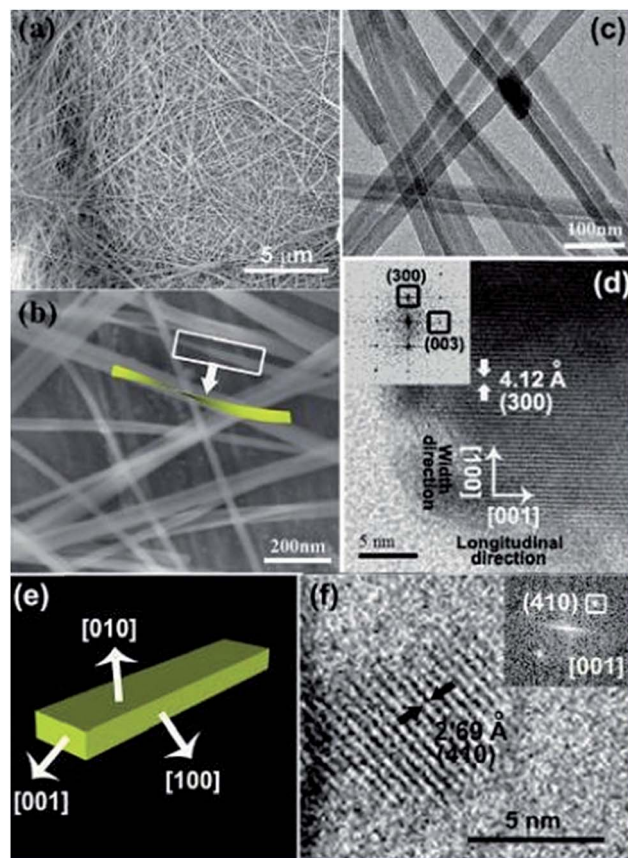 (a)
5 μm
(c)
100nm
(b)
200nm
(300)
(003)
(d)
4.12 Å
(300)
Width
direction
[100]
[001]
5 nm
Longitudinal
direction
(e)
[010]
[100]
[001]
(f)
(410)
[001]
2.69 Å
(410)
5 nm